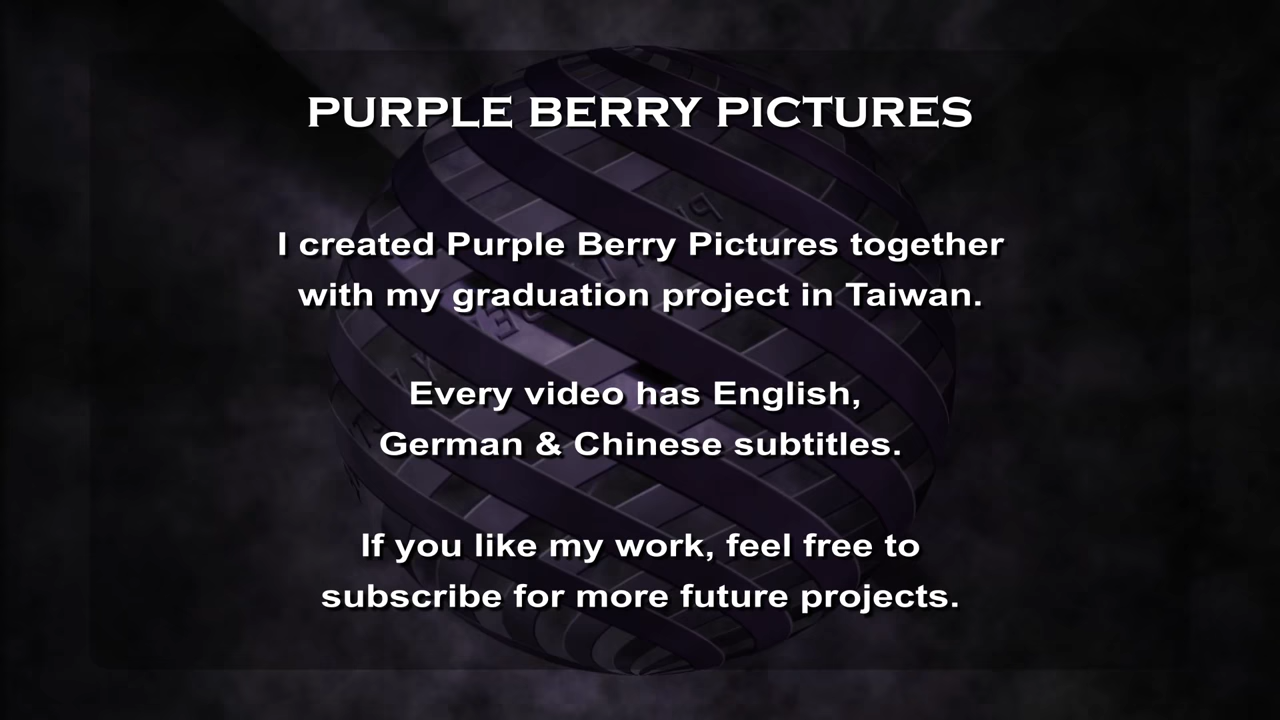 PURPLE BERRY PICTURES
I created Purple Berry Pictures together
with my graduation project in Taiwan.
Every video has English,
German & Chinese subtitles.
If you like my work, feel free to
subscribe for more future projects.